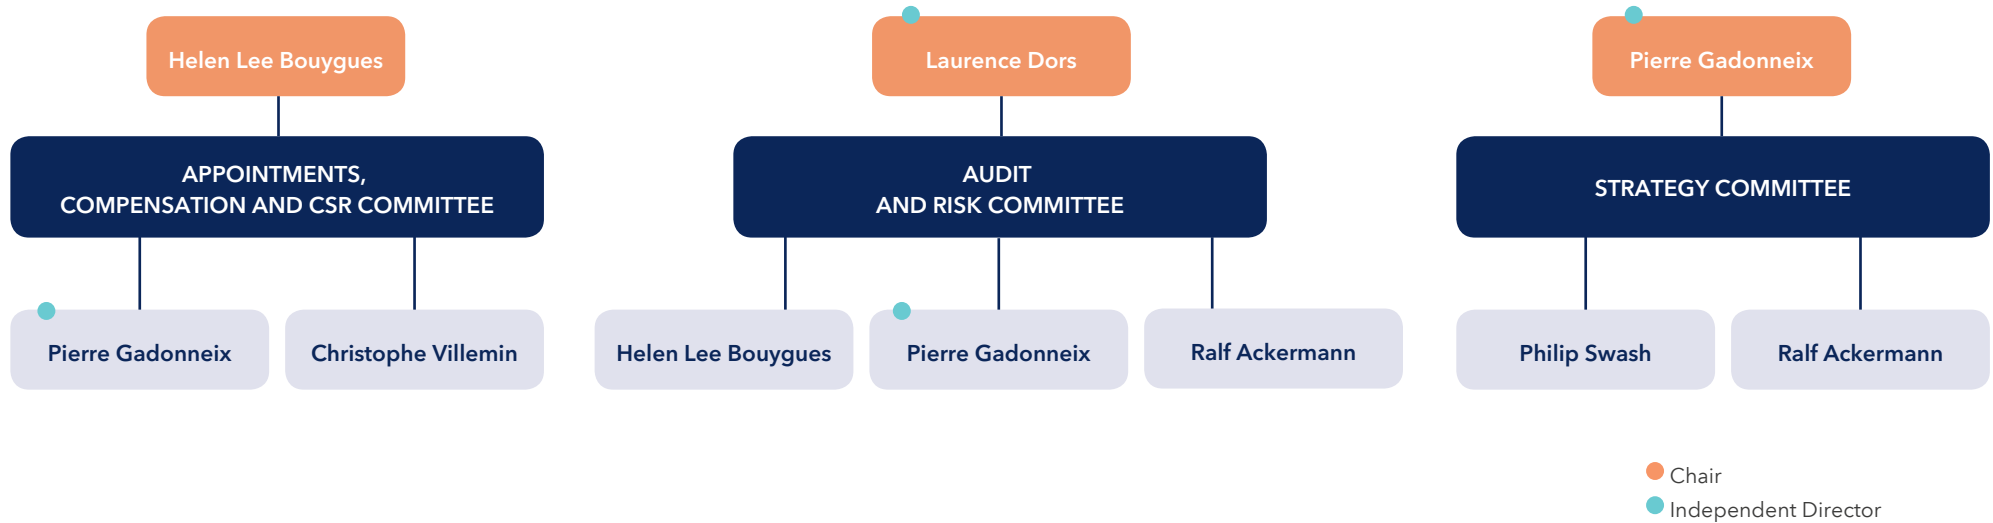 Helen Lee Bouygues
APPOINTMENTS,
COMPENSATION AND CSR COMMITTEE
Pierre Gadonneix
Christophe Villemin
Laurence Dors
AUDIT
AND RISK COMMITTEE
Helen Lee Bouygues
Pierre Gadonneix
Ralf Ackermann
Pierre Gadonneix
STRATEGY COMMITTEE
Philip Swash
Ralf Ackermann
Chair
Independent Director